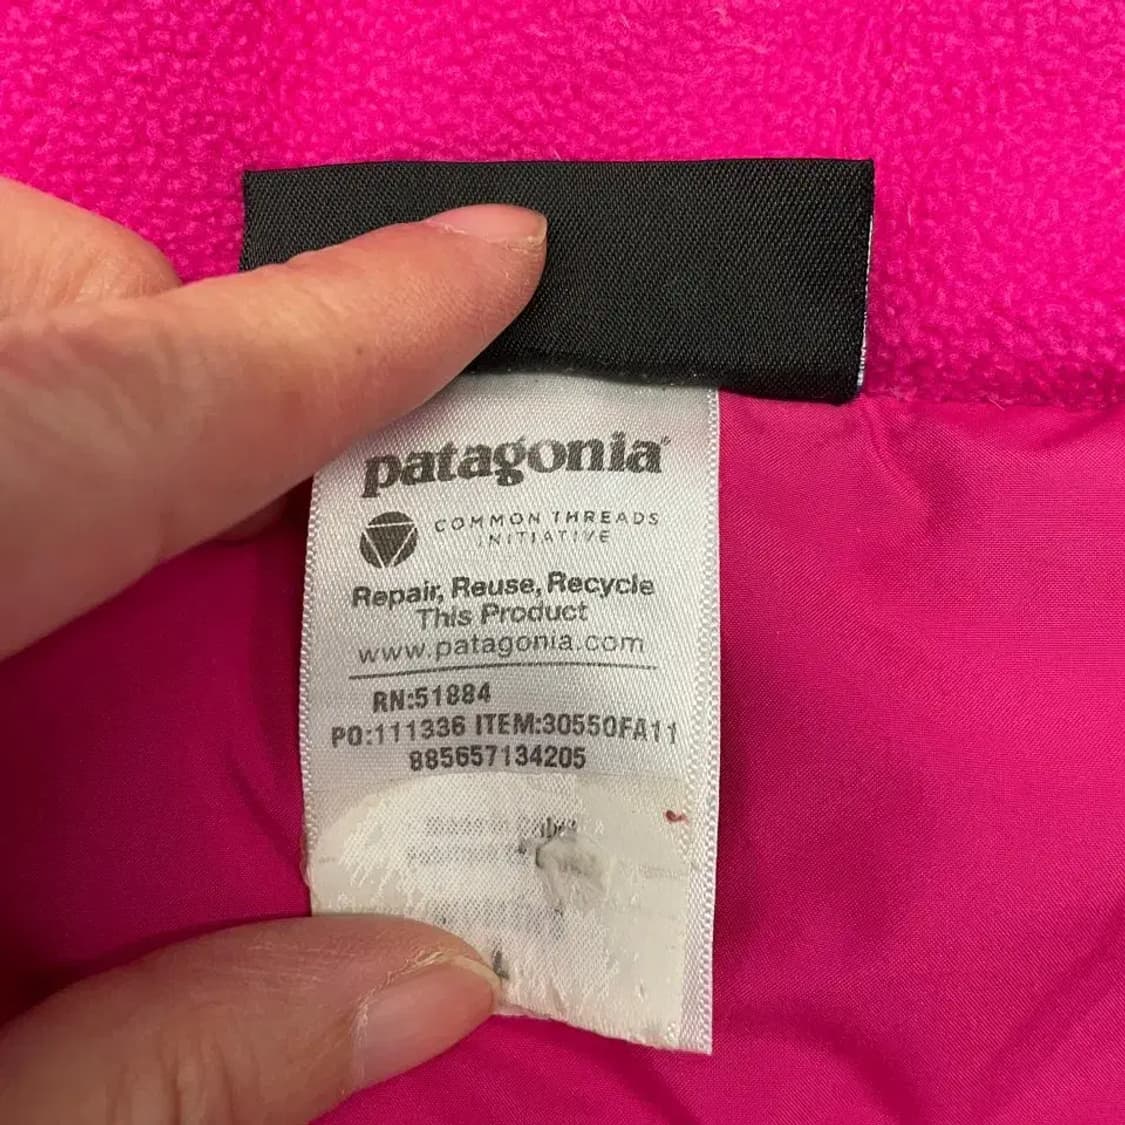 patagonia®
COMMON THREADS
INITIATIVE
Repair, Reuse, Recycle
This Product
www.patagonia.com
RN:51884
PO:111336 ITEM:30550FA11
885657134205